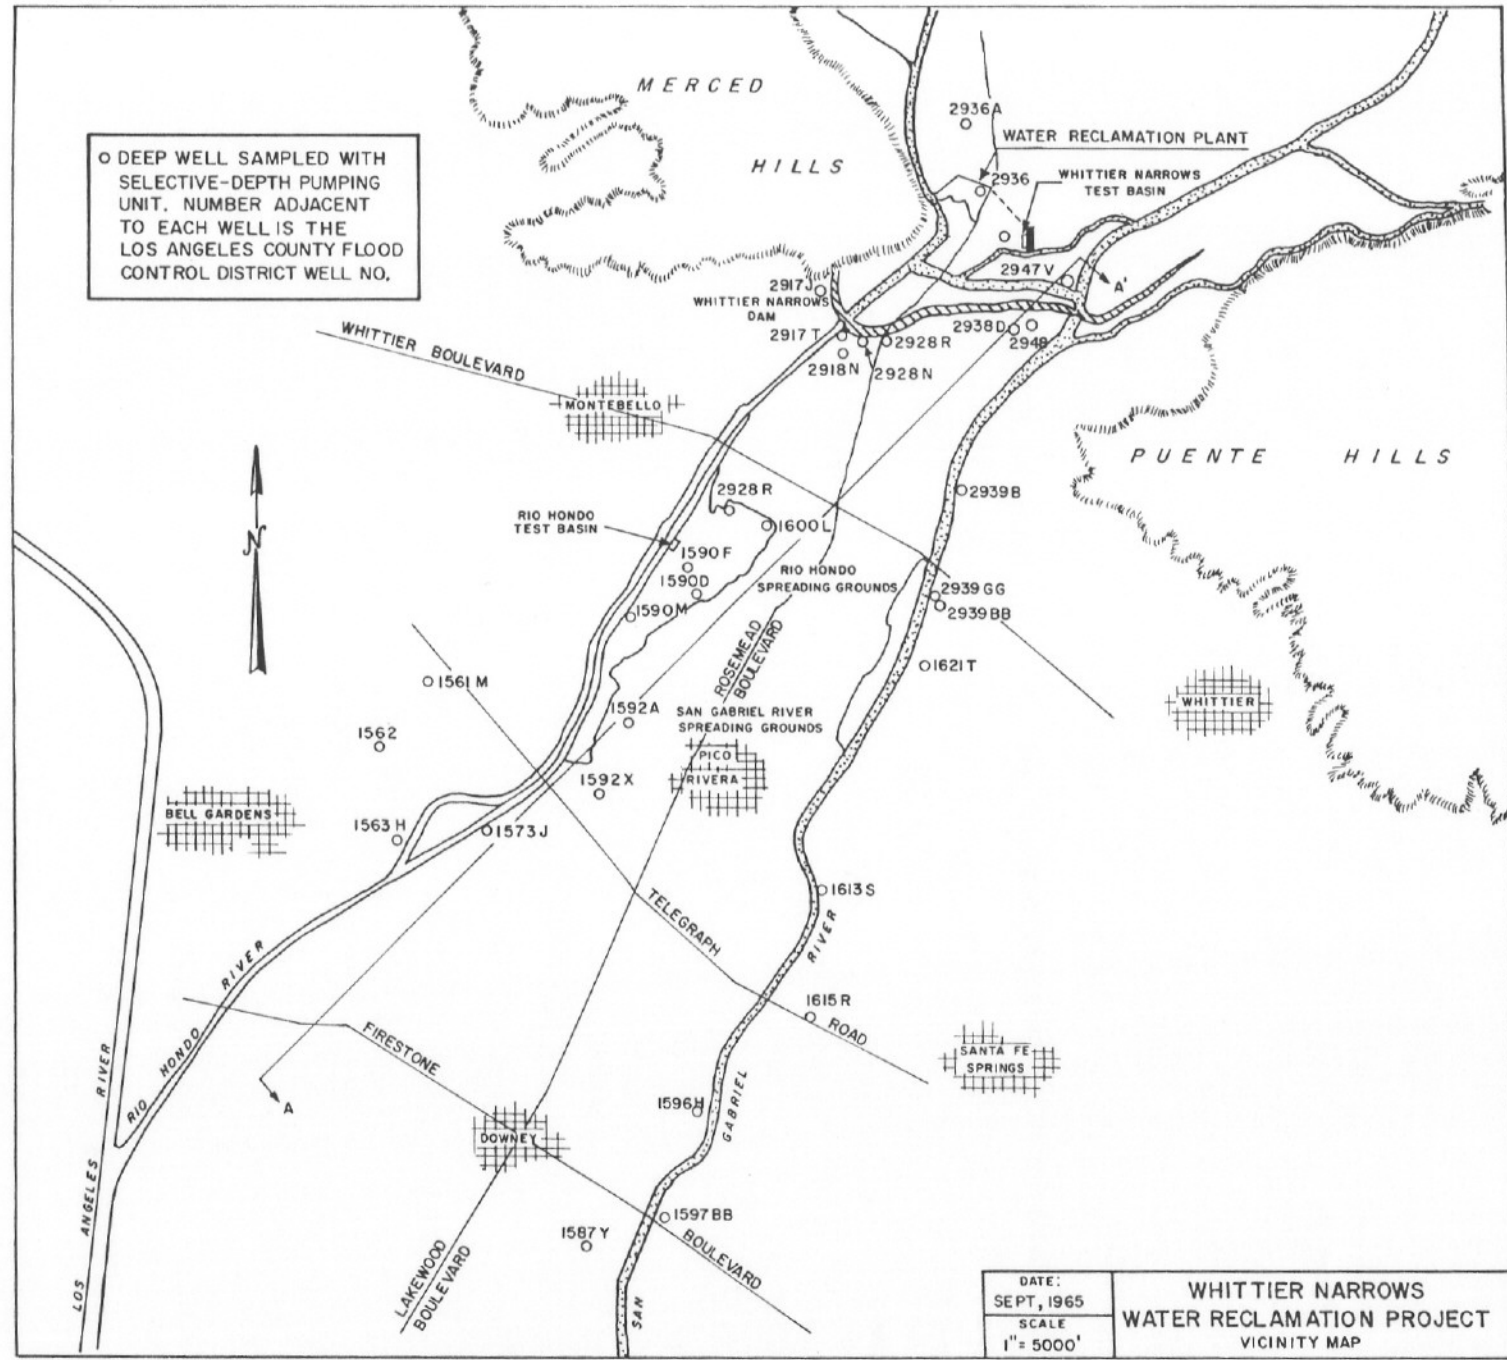 MERCED
HILLS
O DEEP WELL SAMPLED WITH
SELECTIVE-DEPTH PUMPING
UNIT. NUMBER ADJACENT
TO EACH WELL IS THE
LOS ANGELES COUNTY FLOOD
CONTROL DISTRICT WELL NO.
2936A
WATER RECLAMATION PLANT
2936
WHITTIER NARROWS
TEST BASIN
2947V
A'
2917J
WHITTIER NARROWS
DAM
2917T
2918N
2928R
2928N
2938D
2948
WHITTIER BOULEVARD
MONTEBELLO
PUENTE HILLS
N
2928R
1600L
2939B
RIO HONDO
TEST BASIN
1590F
1590D
1590M
RIO HONDO
SPREADING GROUNDS
2939GG
2939BB
ROSEMEAD
BOULEVARD
1621T
1561M
1562
1592A
SAN GABRIEL RIVER
SPREADING GROUNDS
WHITTIER
PICO
RIVERA
1592X
BELL GARDENS
1563H
1573J
1613S
TELEGRAPH
ROAD
1615R
RIO HONDO RIVER
FIRESTONE
BOULEVARD
SANTA FE
SPRINGS
A
1596H
DOWNEY
LOS ANGELES RIVER
SAN GABRIEL RIVER
1597BB
1587Y
LAKEWOOD
BOULEVARD
DATE:
SEPT, 1965
SCALE
1"= 5000'
WHITTIER NARROWS
WATER RECLAMATION PROJECT
VICINITY MAP